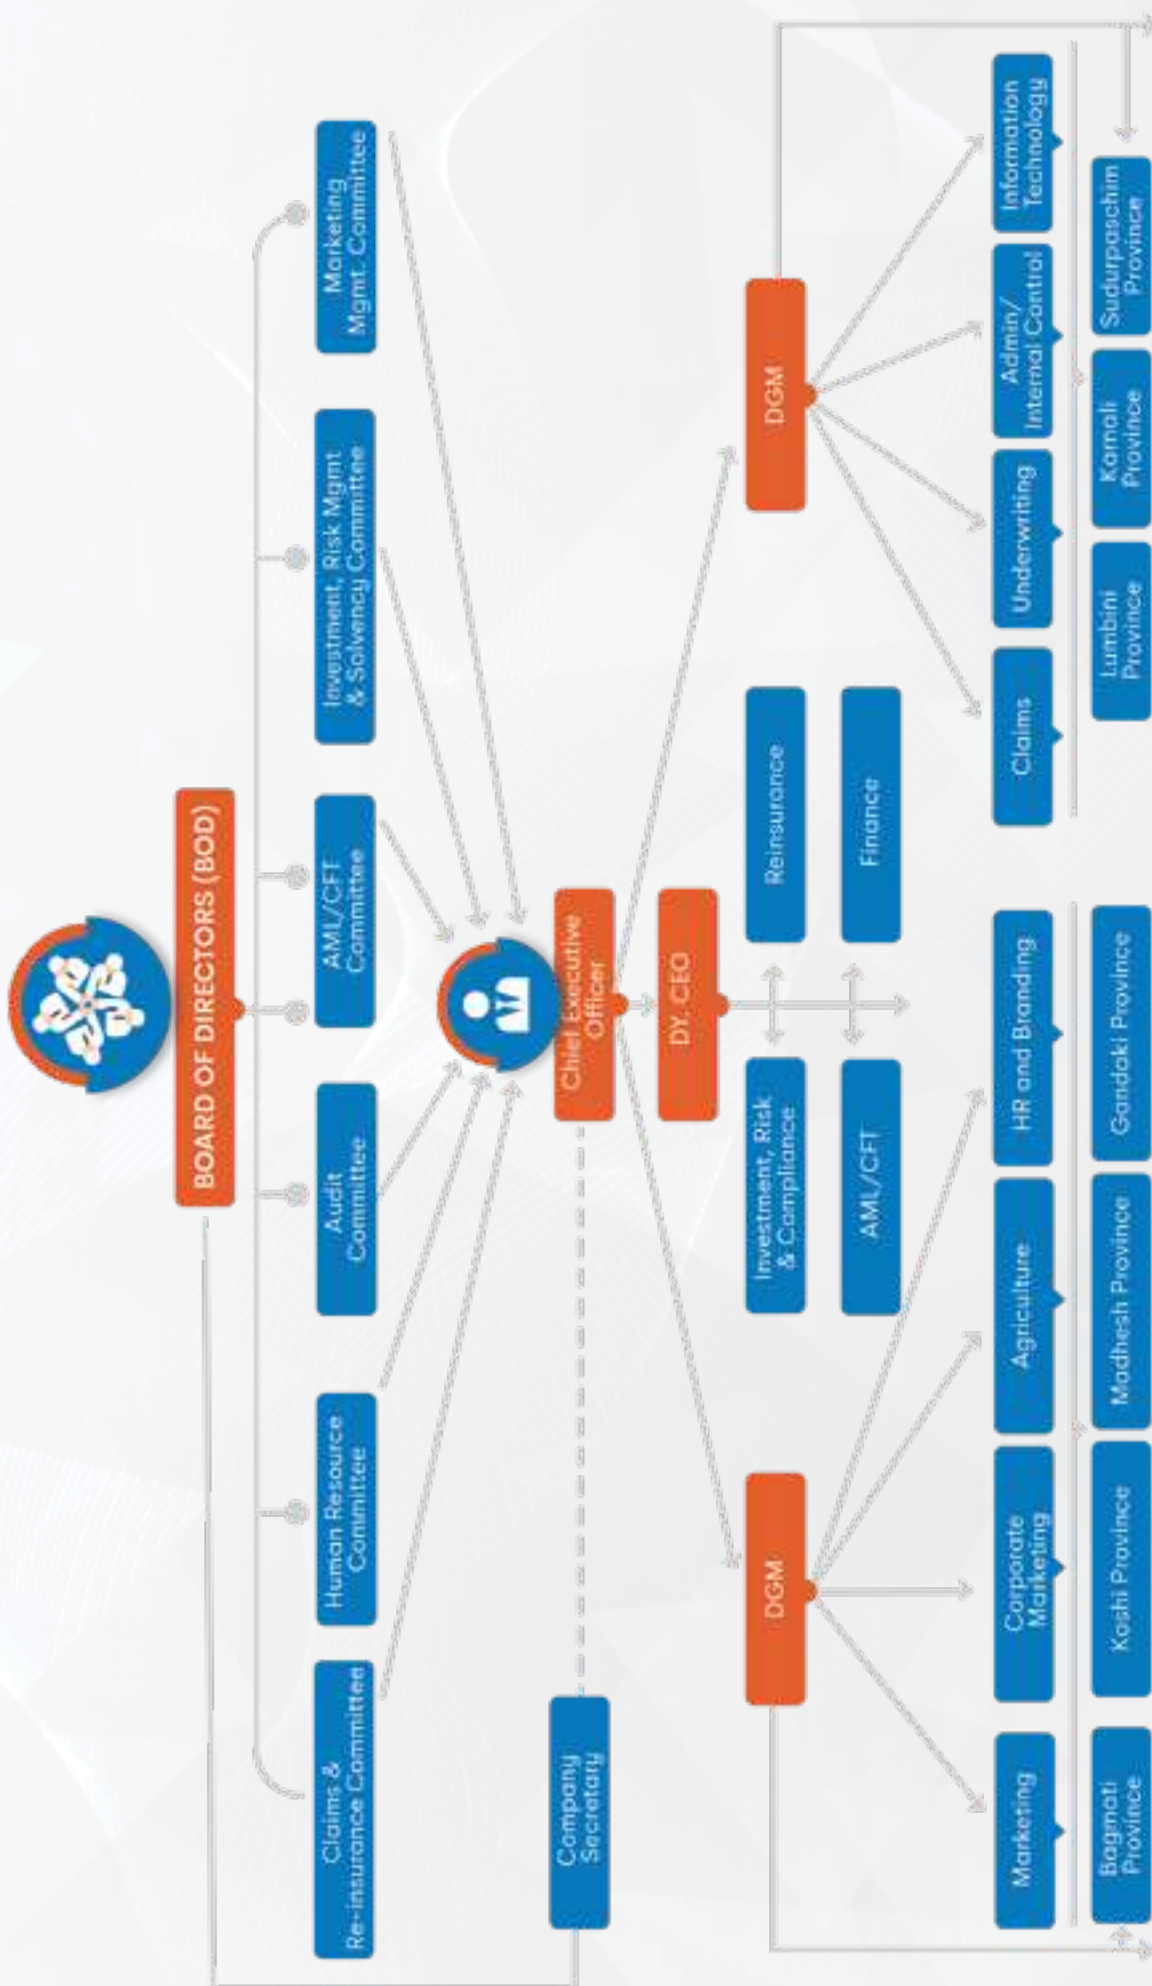 BOARD OF DIRECTORS (BOD)
Claims &
Re-insurance Committee
Human Resource
Committee
Audit
Committee
AML/CFT
Committee
Investment, Risk Mgmt
& Solvency Committee
Marketing
Mgmt. Committee
Company
Secretary
Chief Executive
Officer
DY. CEO
DGM
Investment, Risk
& Compliance
Reinsurance
DGM
AML/CFT
Finance
Marketing
Corporate
Marketing
Agriculture
HR and Branding
Claims
Underwriting
Admin/
Internal Control
Information
Technology
Bagmati
Province
Koshi Province
Madhesh Province
Gandaki Province
Lumbini
Province
Karnali
Province
Sudurpaschim
Province